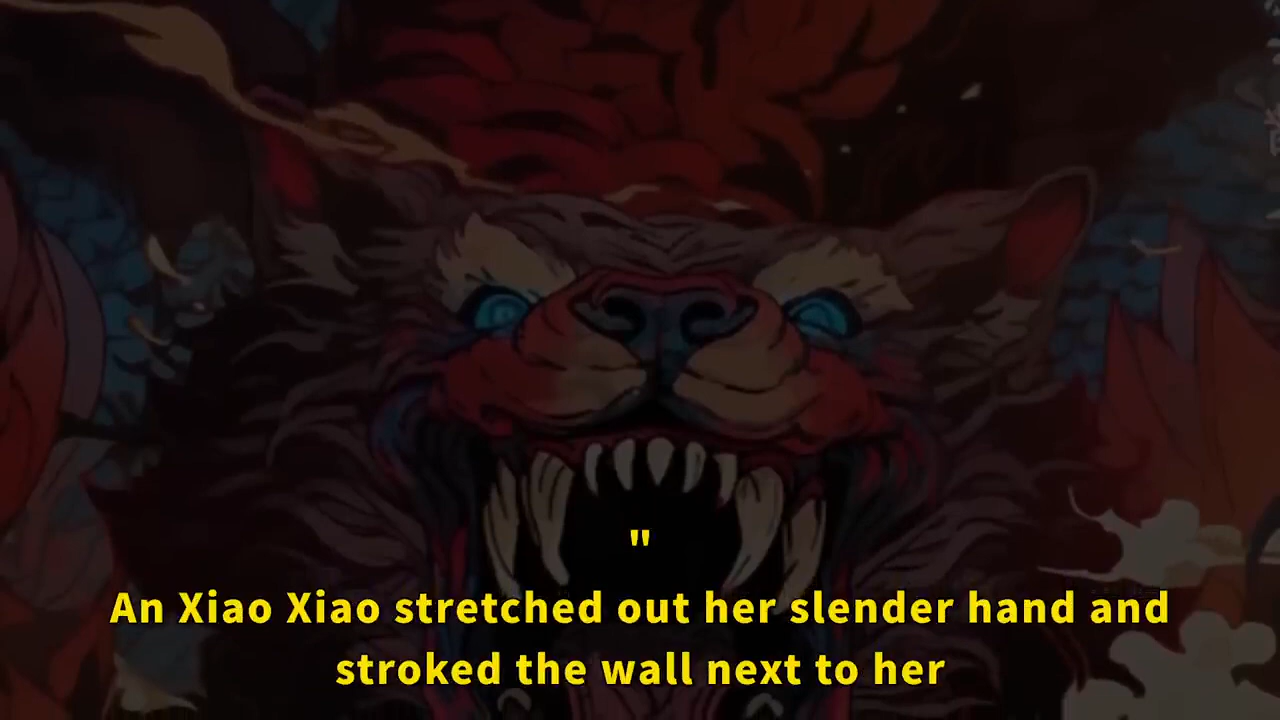 "
An Xiao Xiao stretched out her slender hand and
stroked the wall next to her